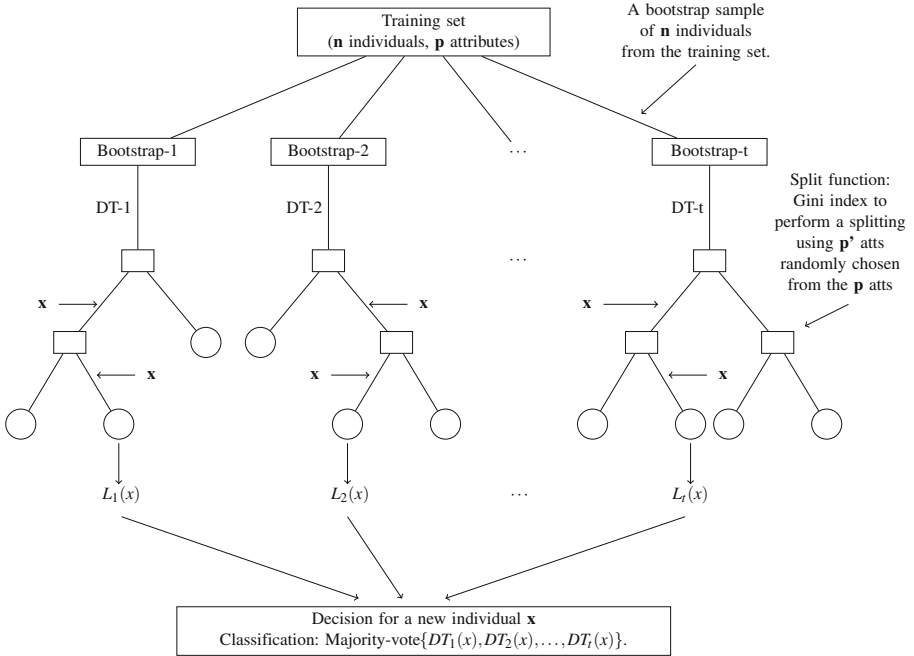 Training set
(n individuals, p attributes)
A bootstrap sample
of n individuals
from the training set.
Bootstrap-1
Bootstrap-2
...
Bootstrap-t
DT-1
DT-2
DT-t
Split function:
Gini index to
perform a splitting
using p’ atts
randomly chosen
from the p atts
...
x
x
x
x
x
x
L₁(x)
L₂(x)
...
Lₜ(x)
Decision for a new individual x
Classification: Majority-vote{DT₁(x),DT₂(x),...,DTₜ(x)}.